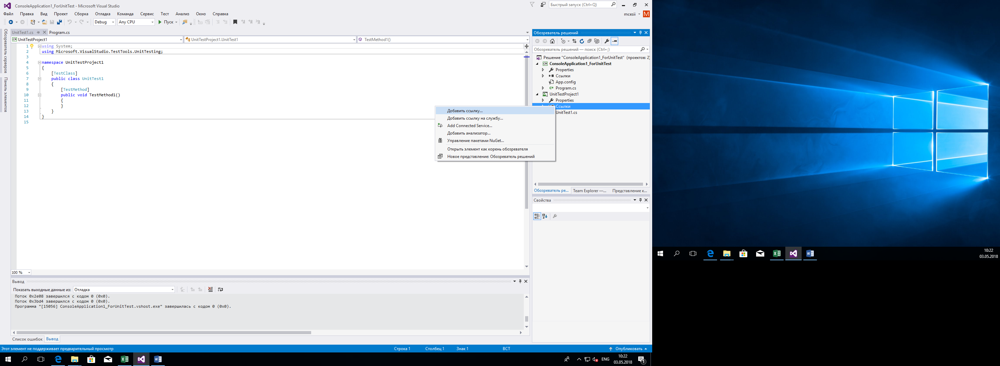 ConsoleApplication1_ForUnitTest - Microsoft Visual Studio
Быстрый запуск (Ctrl+Q)
Файл Правка Вид Проект Сборка Отладка Команда Сервис Тест Анализ Окно Справка
mcesii M
Debug Any CPU Пуск
Обозреватель серверов
Панель элементов
UnitTest1.cs Program.cs
UnitTestProject1 UnitTestProject1.UnitTest1 TestMethod1()
1 using System;
2 using Microsoft.VisualStudio.TestTools.UnitTesting;
3
4 namespace UnitTestProject1
5 {
6 [TestClass]
7 public class UnitTest1
8 {
9 [TestMethod]
10 public void TestMethod1()
11 {
12 }
13 }
14 }
15
Добавить ссылку...
Добавить ссылку на службу...
Add Connected Service...
Добавить анализатор...
Управление пакетами NuGet...
Открыть элемент как корень обозревателя
Новое представление: Обозреватель решений
Обозреватель решений
Обозреватель решений — поиск (Ctrl+;)
Решение "ConsoleApplication1_ForUnitTest" (проектов: 2)
ConsoleApplication1_ForUnitTest
Properties
Ссылки
App.config
Program.cs
UnitTestProject1
Properties
Ссылки
UnitTest1.cs
Обозреватель ре... Team Explorer —... Представление к...
Свойства
100 %
Вывод
Показать выходные данные из: Отладка
Поток 0x2e08 завершился с кодом 0 (0x0).
Поток 0x3bd4 завершился с кодом 0 (0x0).
Программа "[15056] ConsoleApplication1_ForUnitTest.vshost.exe" завершилась с кодом 0 (0x0).
Список ошибок Вывод
Этот элемент не поддерживает предварительный просмотр
Строка 1 Столбец 1 Знак 1 ВСТ Опубликовать
ENG
10:22
03.05.2018
1
10:22
03.05.2018